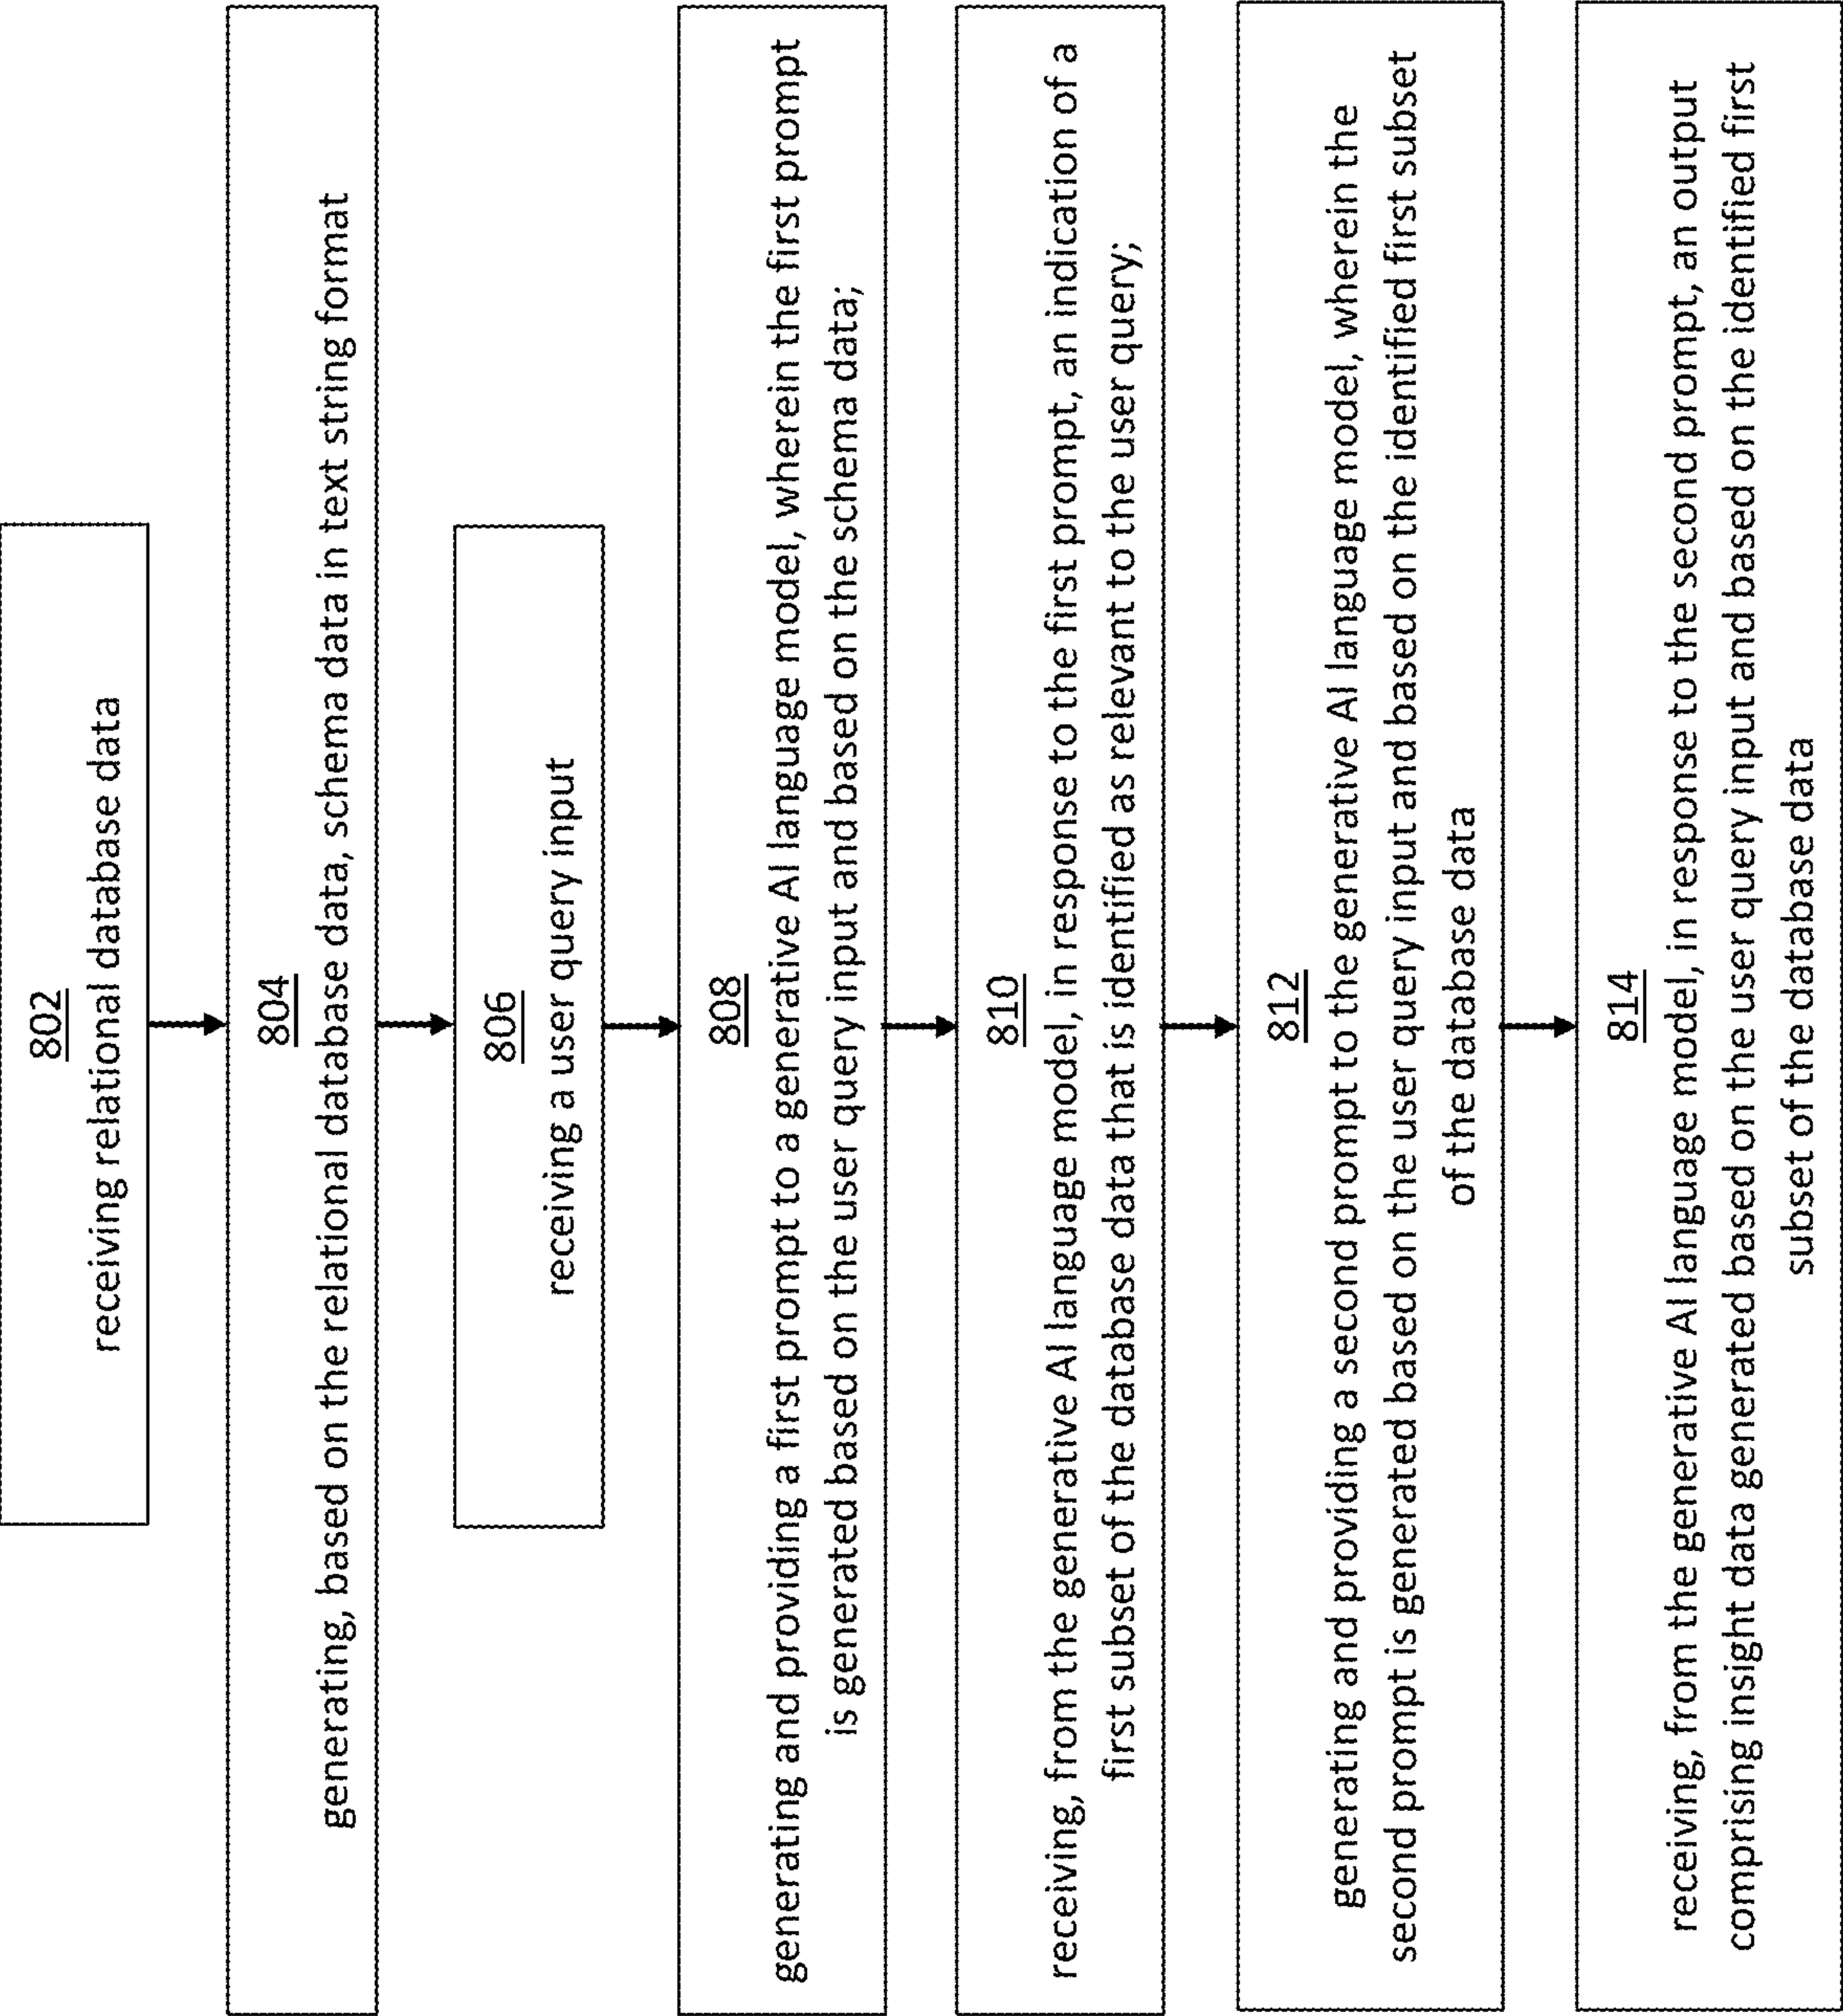 802
receiving relational database data
804
generating, based on the relational database data, schema data in text string format
806
receiving a user query input
808
generating and providing a first prompt to a generative AI language model, wherein the first prompt
is generated based on the user query input and based on the schema data;
810
receiving, from the generative AI language model, in response to the first prompt, an indication of a
first subset of the database data that is identified as relevant to the user query;
812
generating and providing a second prompt to the generative AI language model, wherein the
second prompt is generated based on the user query input and based on the identified first subset
of the database data
814
receiving, from the generative AI language model, in response to the second prompt, an output
comprising insight data generated based on the user query input and based on the identified first
subset of the database data